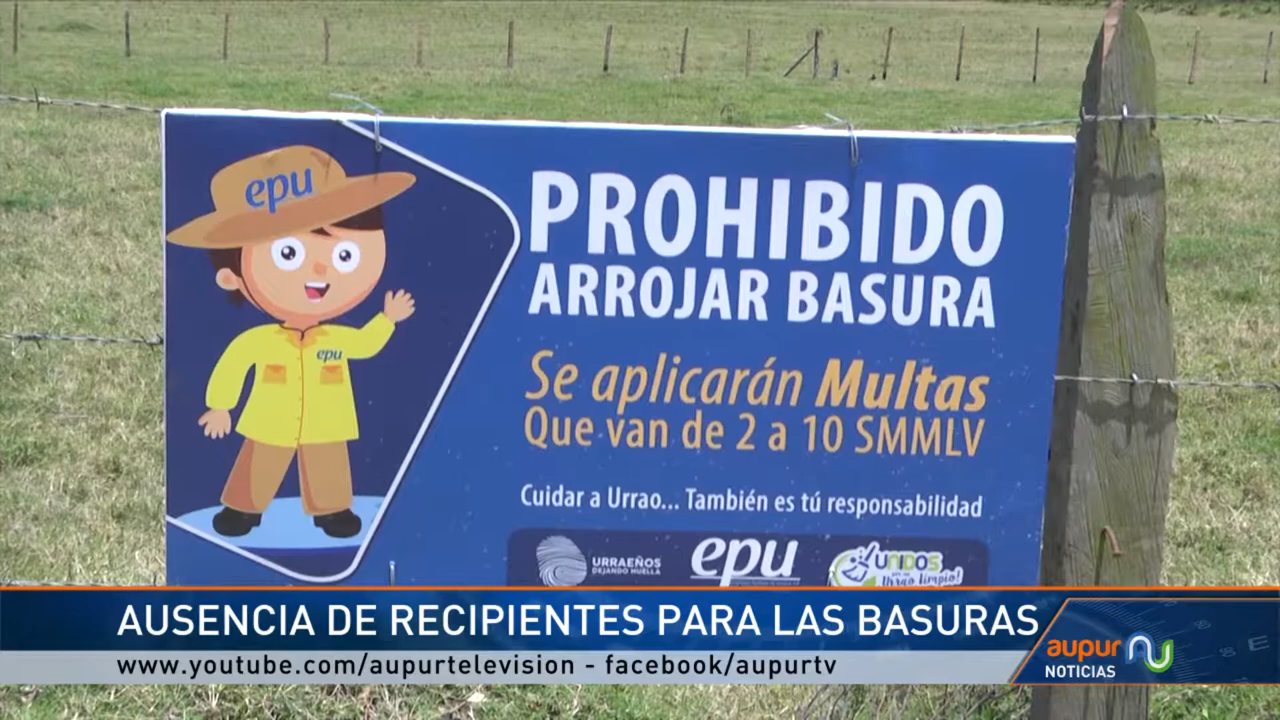 epu
epu
PROHIBIDO
ARROJAR BASURA
Se aplicarán Multas
Que van de 2 a 10 SMMLV
Cuidar a Urrao... También es tú responsabilidad
URRAEÑOS
DEJANDO HUELLA
epu
UNIDOS
Urrao limpio!
AUSENCIA DE RECIPIENTES PARA LAS BASURAS
www.youtube.com/aupurtelevision - facebook/aupurtv
aupur
NOTICIAS